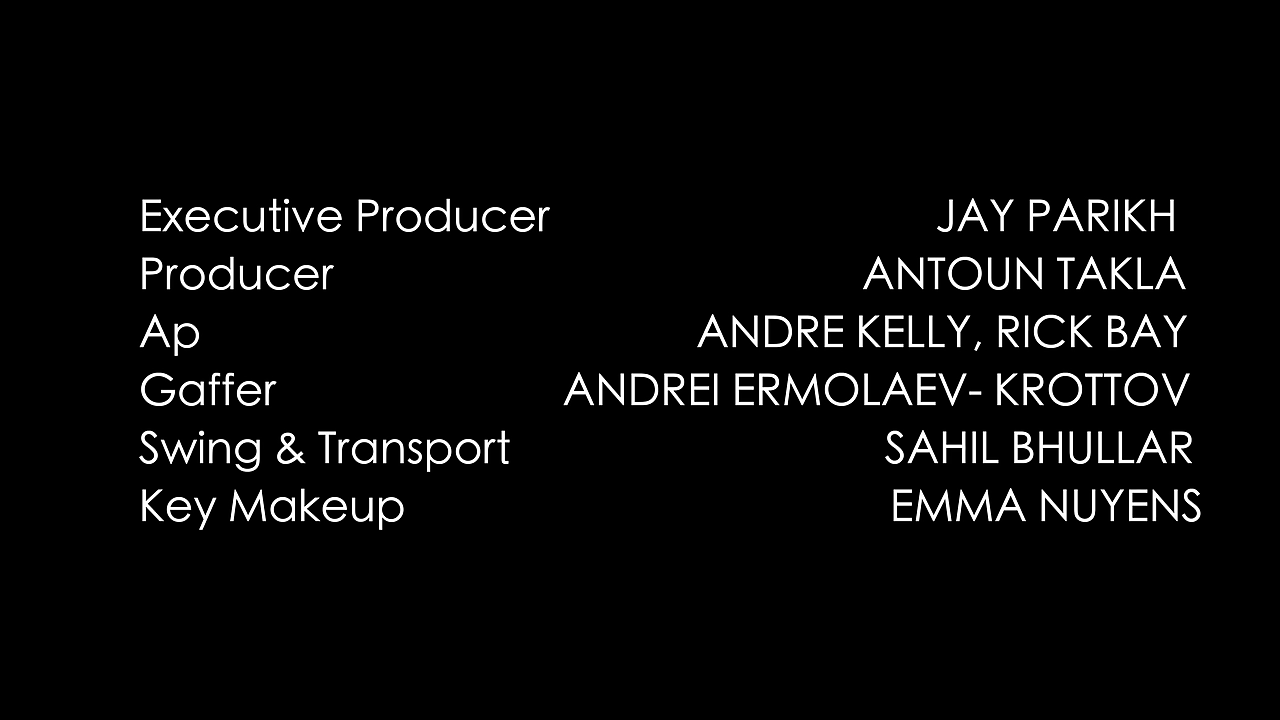 Executive Producer JAY PARIKH
Producer ANTOUN TAKLA
Ap ANDRE KELLY, RICK BAY
Gaffer ANDREI ERMOLAEV- KROTTOV
Swing & Transport SAHIL BHULLAR
Key Makeup EMMA NUYENS